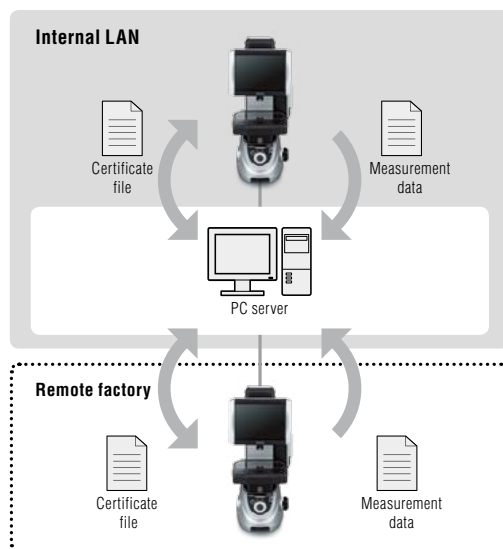 Internal LAN
Certificate
file
Measurement
data
PC server
Remote factory
Certificate
file
Measurement
data